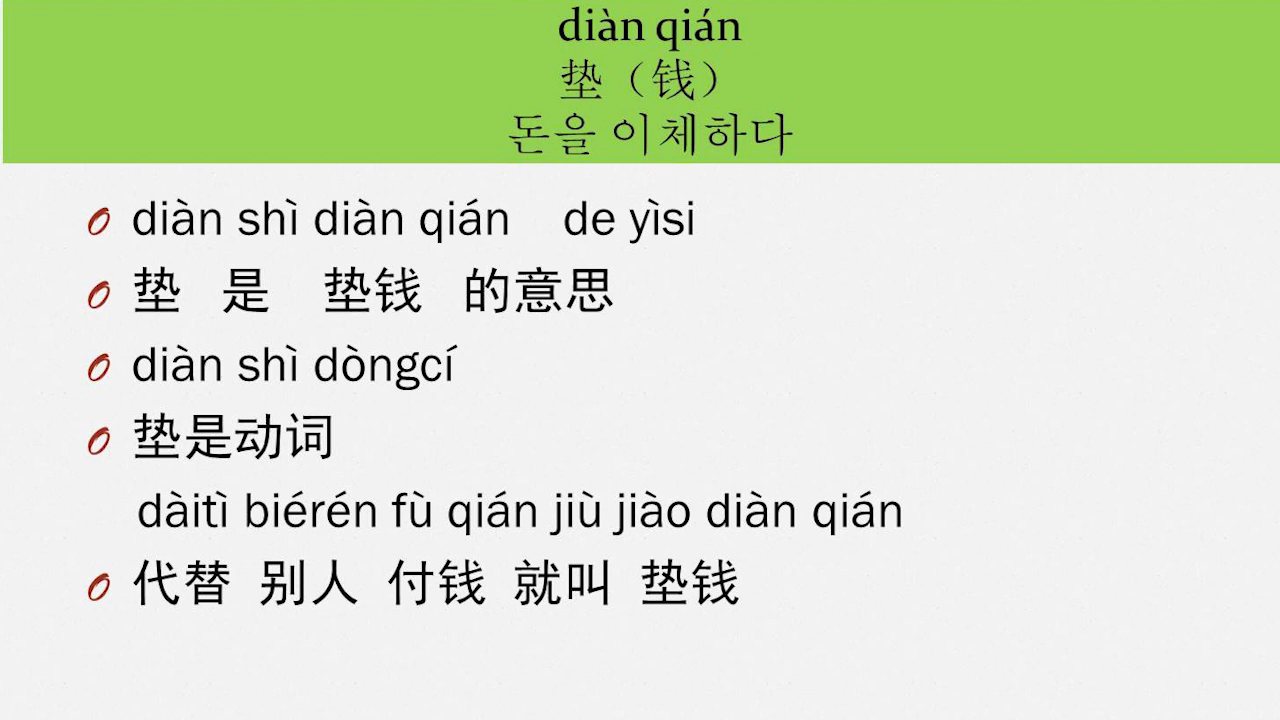 diàn qián
垫（钱）
돈을 이체하다
diàn shì diàn qián de yìsi
垫 是 垫钱 的意思
diàn shì dòngcí
垫是动词
dàitì biérén fù qián jiù jiào diàn qián
代替 别人 付钱 就叫 垫钱